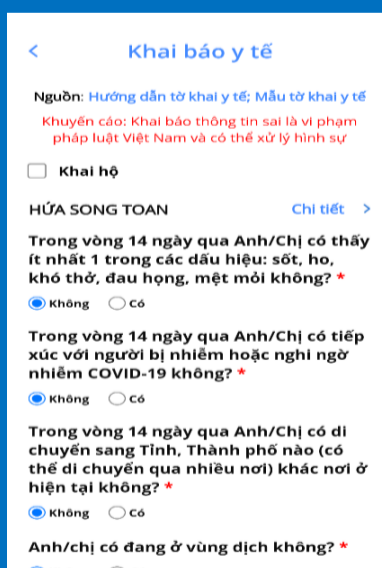 Khai báo y tế
Nguồn: Hướng dẫn tờ khai y tế; Mẫu tờ khai y tế
Khuyến cáo: Khai báo thông tin sai là vi phạm
pháp luật Việt Nam và có thể xử lý hình sự
Khai hộ
HỨA SONG TOAN
Chi tiết
Trong vòng 14 ngày qua Anh/Chị có thấy
ít nhất 1 trong các dấu hiệu: sốt, ho,
khó thở, đau họng, mệt mỏi không? *
Không Có
Trong vòng 14 ngày qua Anh/Chị có tiếp
xúc với người bị nhiễm hoặc nghi ngờ
nhiễm COVID-19 không? *
Không Có
Trong vòng 14 ngày qua Anh/Chị có di
chuyển sang Tỉnh, Thành phố nào (có
thể di chuyển qua nhiều nơi) khác nơi ở
hiện tại không? *
Không Có
Anh/chị có đang ở vùng dịch không? *